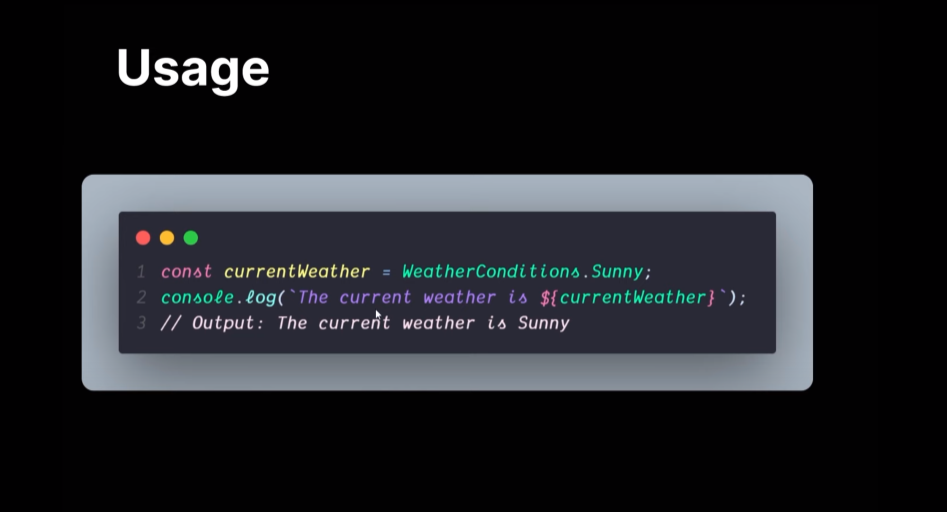 Usage
1 const currentWeather = WeatherConditions.Sunny;
2 console.log(`The current weather is ${currentWeather}`);
3 // Output: The current weather is Sunny